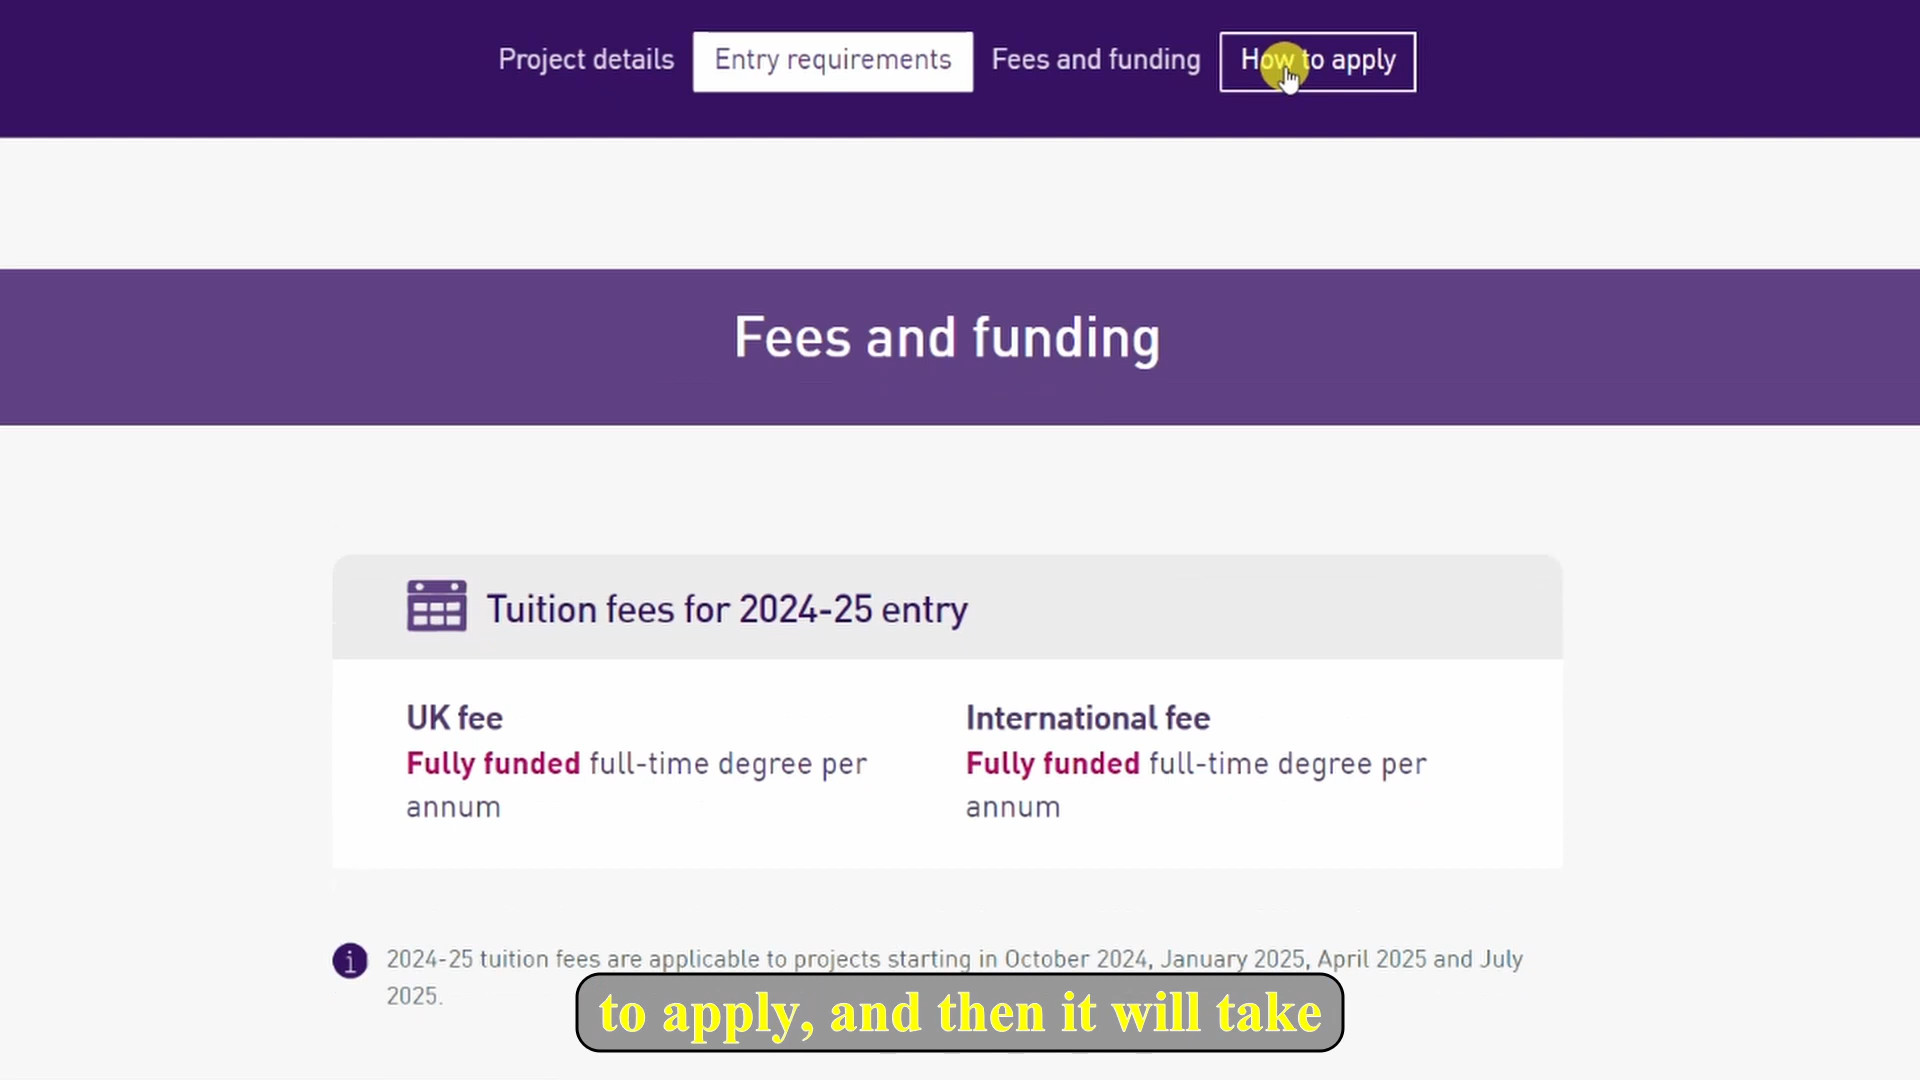 Project details Entry requirements Fees and funding How to apply
Fees and funding
Tuition fees for 2024-25 entry
UK fee
Fully funded full-time degree per
annum
International fee
Fully funded full-time degree per
annum
2024-25 tuition fees are applicable to projects starting in October 2024, January 2025, April 2025 and July
2025.
to apply, and then it will take